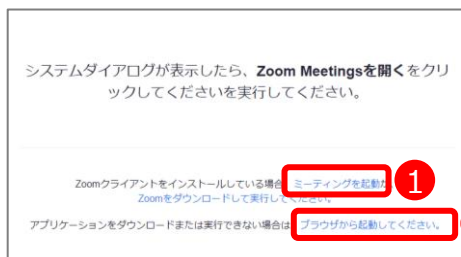 システムダイアログが表示したら、Zoom Meetingsを開くをクリ
ックしてくださいを実行してください。
Zoomクライアントをインストールしている場合 ミーティングを起動
1
Zoomをダウンロードして実行してください。
アプリケーションをダウンロードまたは実行できない場合は ブラウザから起動してください。